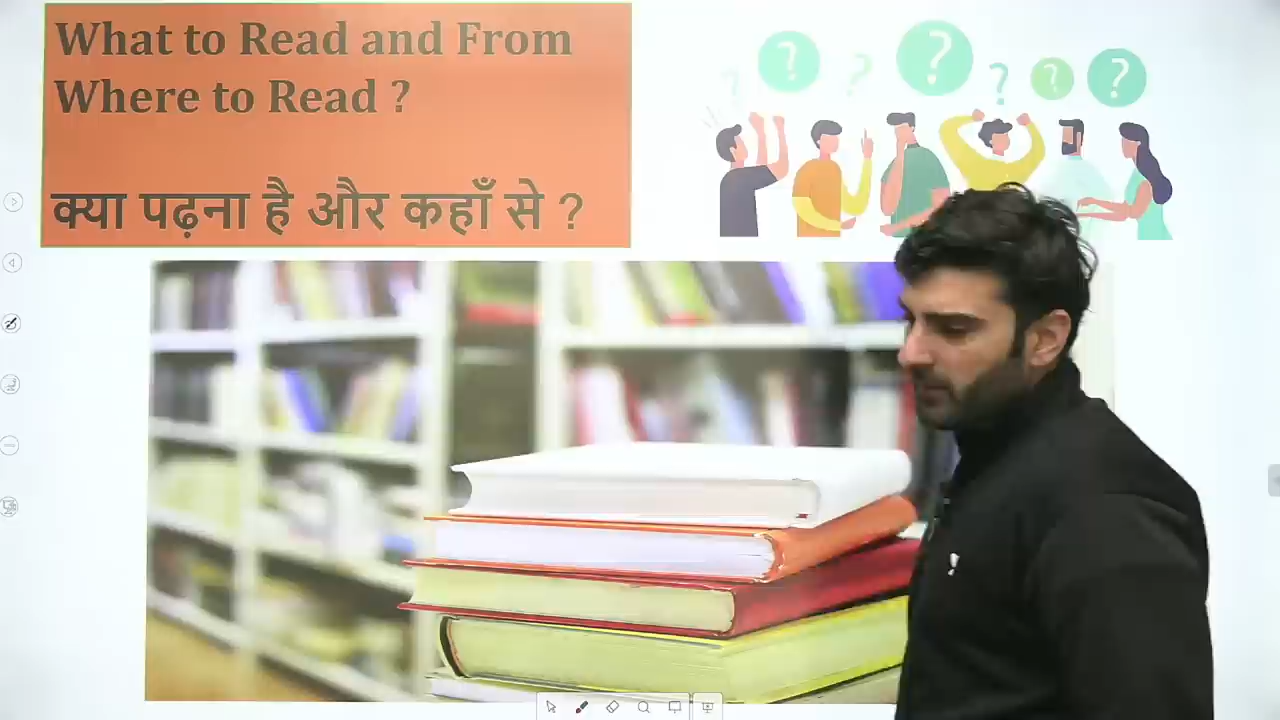 What to Read and From
Where to Read ?
क्या पढ़ना है और कहाँ से ?